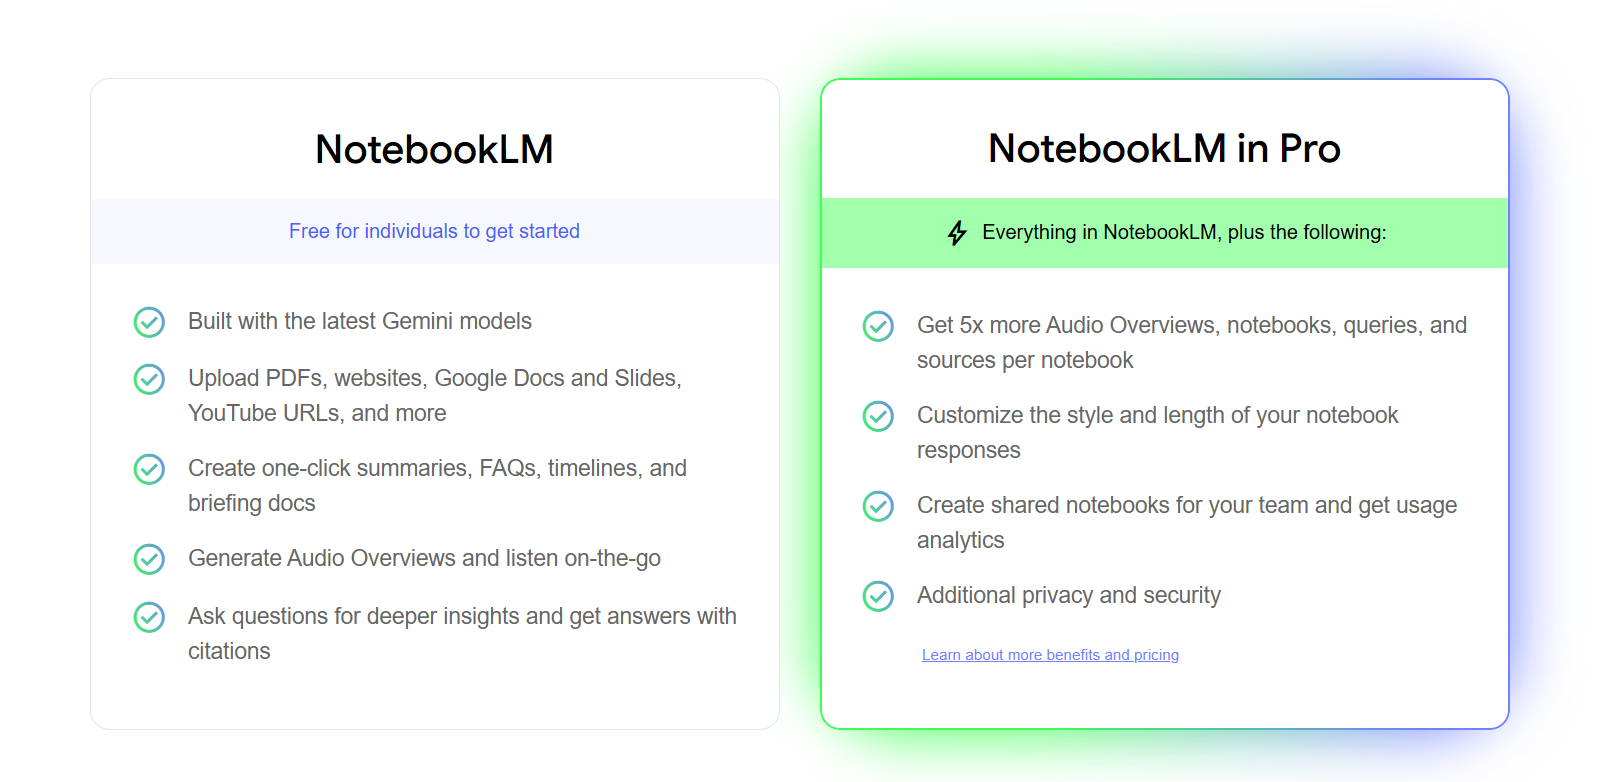 NotebookLM
Free for individuals to get started
Built with the latest Gemini models
Upload PDFs, websites, Google Docs and Slides,
YouTube URLs, and more
Create one-click summaries, FAQs, timelines, and
briefing docs
Generate Audio Overviews and listen on-the-go
Ask questions for deeper insights and get answers with
citations
NotebookLM in Pro
Everything in NotebookLM, plus the following:
Get 5x more Audio Overviews, notebooks, queries, and
sources per notebook
Customize the style and length of your notebook
responses
Create shared notebooks for your team and get usage
analytics
Additional privacy and security
Learn about more benefits and pricing